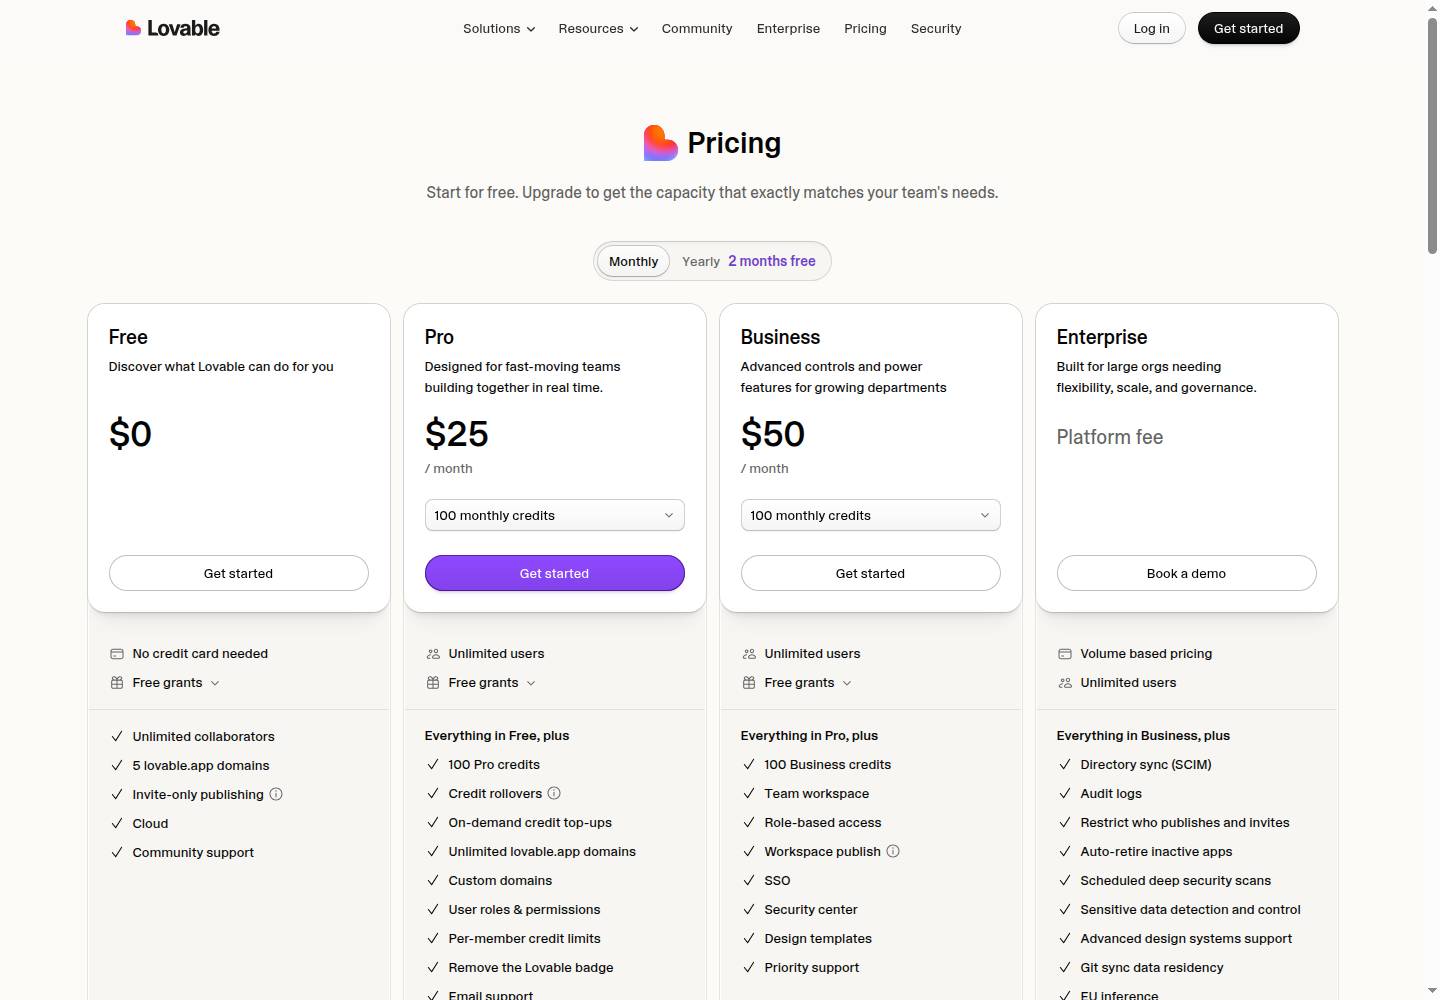 Lovable
Solutions
Resources
Community
Enterprise
Pricing
Security
Log in
Get started
Pricing
Start for free. Upgrade to get the capacity that exactly matches your team's needs.
Monthly
Yearly 2 months free
Free
Discover what Lovable can do for you
$0
Get started
No credit card needed
Free grants
Unlimited collaborators
5 lovable.app domains
Invite-only publishing
Cloud
Community support
Pro
Designed for fast-moving teams
building together in real time.
$25
/ month
100 monthly credits
Get started
Unlimited users
Free grants
Everything in Free, plus
100 Pro credits
Credit rollovers
On-demand credit top-ups
Unlimited lovable.app domains
Custom domains
User roles & permissions
Per-member credit limits
Remove the Lovable badge
Email support
Business
Advanced controls and power
features for growing departments
$50
/ month
100 monthly credits
Get started
Unlimited users
Free grants
Everything in Pro, plus
100 Business credits
Team workspace
Role-based access
Workspace publish
SSO
Security center
Design templates
Priority support
Enterprise
Built for large orgs needing
flexibility, scale, and governance.
Platform fee
Book a demo
Volume based pricing
Unlimited users
Everything in Business, plus
Directory sync (SCIM)
Audit logs
Restrict who publishes and invites
Auto-retire inactive apps
Scheduled deep security scans
Sensitive data detection and control
Advanced design systems support
Git sync data residency
EU inference